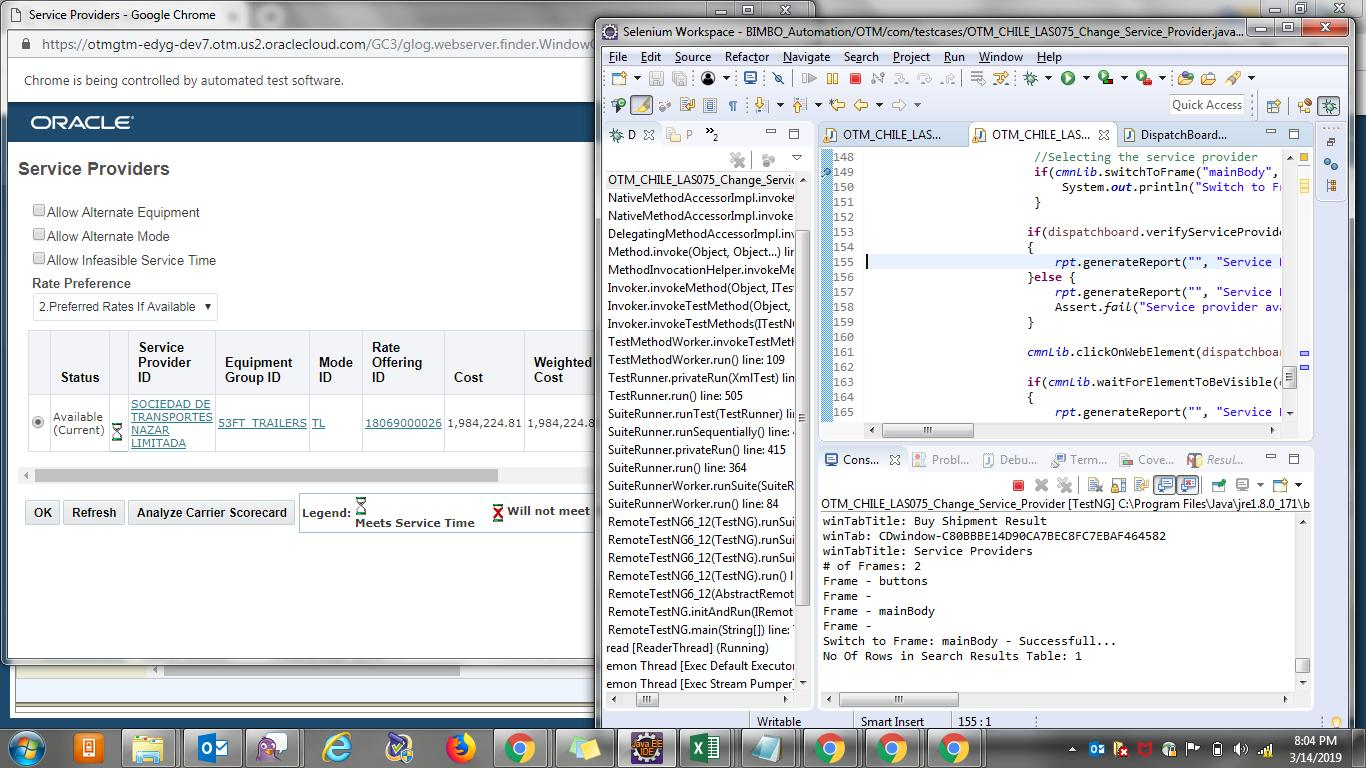 Service Providers - Google Chrome
https://otmgtm-edyg-dev7.otm.us2.oraclecloud.com/GC3/glog.webserver.finder.Window
Chrome is being controlled by automated test software.
ORACLE
Service Providers
Allow Alternate Equipment
Allow Alternate Mode
Allow Infeasible Service Time
Rate Preference
2.Preferred Rates If Available
Status
Service Provider ID
Equipment Group ID
Mode ID
Rate Offering ID
Cost
Weighted Cost
Available (Current)
SOCIEDAD DE TRANSPORTES NAZAR LIMITADA
53FT_TRAILERS
TL
18069000026
1,984,224.81
1,984,224.8
OK
Refresh
Analyze Carrier Scorecard
Legend:
Meets Service Time
Will not meet
Selenium Workspace - BIMBO_Automation/OTM/com/testcases/OTM_CHILE_LAS075_Change_Service_Provider.java...
File Edit Source Refactor Navigate Search Project Run Window Help
Quick Access
D
P
»2
OTM_CHILE_LAS075_Change_Servic
NativeMethodAccessorImpl.invoke
NativeMethodAccessorImpl.invoke
DelegatingMethodAccessorImpl.inv
Method.invoke(Object, Object...) lin
MethodInvocationHelper.invokeMe
Invoker.invokeMethod(Object, ITes
Invoker.invokeTestMethod(Object,
Invoker.invokeTestMethods(ITestNG
TestMethodWorker.invokeTestMeth
TestMethodWorker.run() line: 109
TestRunner.privateRun(XmlTest) lin
TestRunner.run() line: 505
SuiteRunner.runTest(TestRunner) lin
SuiteRunner.runSequentially() line: 4
SuiteRunner.privateRun() line: 415
SuiteRunner.run() line: 364
SuiteRunnerWorker.runSuite(SuiteR
SuiteRunnerWorker.run() line: 84
RemoteTestNG6_12(TestNG).runSui
RemoteTestNG6_12(TestNG).runSui
RemoteTestNG6_12(TestNG).runSui
RemoteTestNG6_12(TestNG).run() l
RemoteTestNG6_12(AbstractRemot
RemoteTestNG.initAndRun(IRemot
RemoteTestNG.main(String[]) line:
read [ReaderThread] (Running)
emon Thread [Exec Default Executor
emon Thread [Exec Stream Pumper]
OTM_CHILE_LAS...
OTM_CHILE_LAS...
DispatchBoard...
148 //Selecting the service provider
149 if(cmnLib.switchToFrame("mainBody",
150 System.out.println("Switch to Fr
151 }
152
153 if(dispatchboard.verifyServiceProvide
154 {
155 rpt.generateReport("", "Service
156 }else {
157 rpt.generateReport("", "Service
158 Assert.fail("Service provider ava
159 }
160
161 cmnLib.clickOnWebElement(dispatchboar
162
163 if(cmnLib.waitForElementToBeVisible(
164 {
165 rpt.generateReport("", "Service
Cons...
Probl...
Debu...
Term...
Cove...
Resul...
OTM_CHILE_LAS075_Change_Service_Provider [TestNG] C:\Program Files\Java\jre1.8.0_171\b
winTabTitle: Buy Shipment Result
winTab: CDwindow-C80BBBE14D90CA7BEC8FC7EBAF464582
winTabTitle: Service Providers
# of Frames: 2
Frame - buttons
Frame -
Frame - mainBody
Frame -
Switch to Frame: mainBody - Successfull...
No Of Rows in Search Results Table: 1
Writable
Smart Insert
155 : 1
Java EE
IDE
8:04 PM
3/14/2019